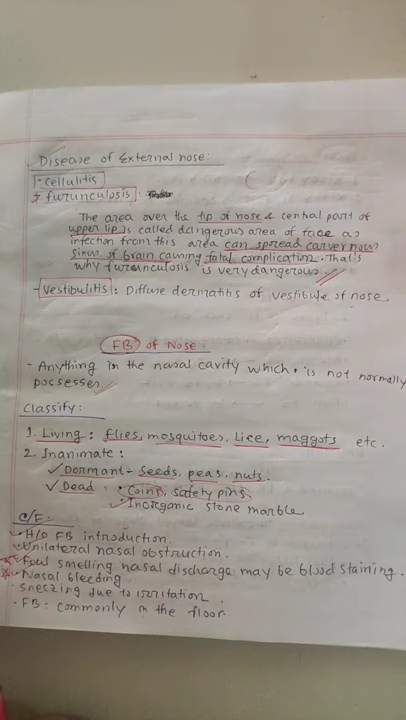 Disease of External nose:
- cellulitis
+ furunculosis:
The area over the tip of nose & central part of
upper lip is called dangerous area of face as
infection from this area can spread carvernous
Sinus of brain causing fatal complication. That's
why furunculosis is very dangerous
- Vestibulitis: Diffuse dermatitis of vestibule of nose.
FB of Nose:
- Anything in the nasal cavity which is not normally
possesses
Classify:
1. Living: flies, mosquitoes, Lice, maggots etc.
2. Inanimate:
✓ Dormant - seeds, peas, nuts.
✓ Dead • Coins, safety pins
Inorganic stone marble
C/F:
H/O FB introduction.
Unilateral nasal obstruction.
Foul smelling nasal discharge may be blood staining.
Nasal bleeding
- Sneezing due to irritation.
- FB - commonly in the floor.